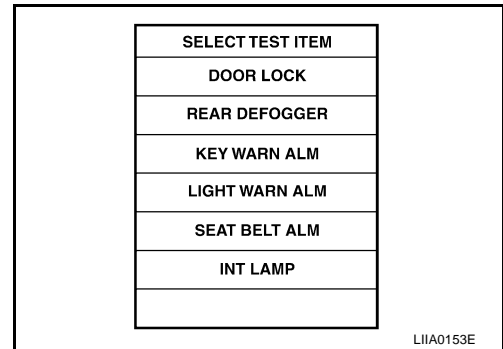 SELECT TEST ITEM
DOOR LOCK
REAR DEFOGGER
KEY WARN ALM
LIGHT WARN ALM
SEAT BELT ALM
INT LAMP
LIIA0153E